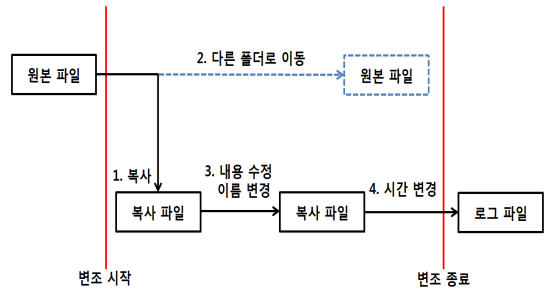 2. 다른 폴더로 이동
원본 파일
원본 파일
1. 복사
3. 내용 수정
이름 변경
4. 시간 변경
복사 파일
복사 파일
로그 파일
변조 시작
변조 종료